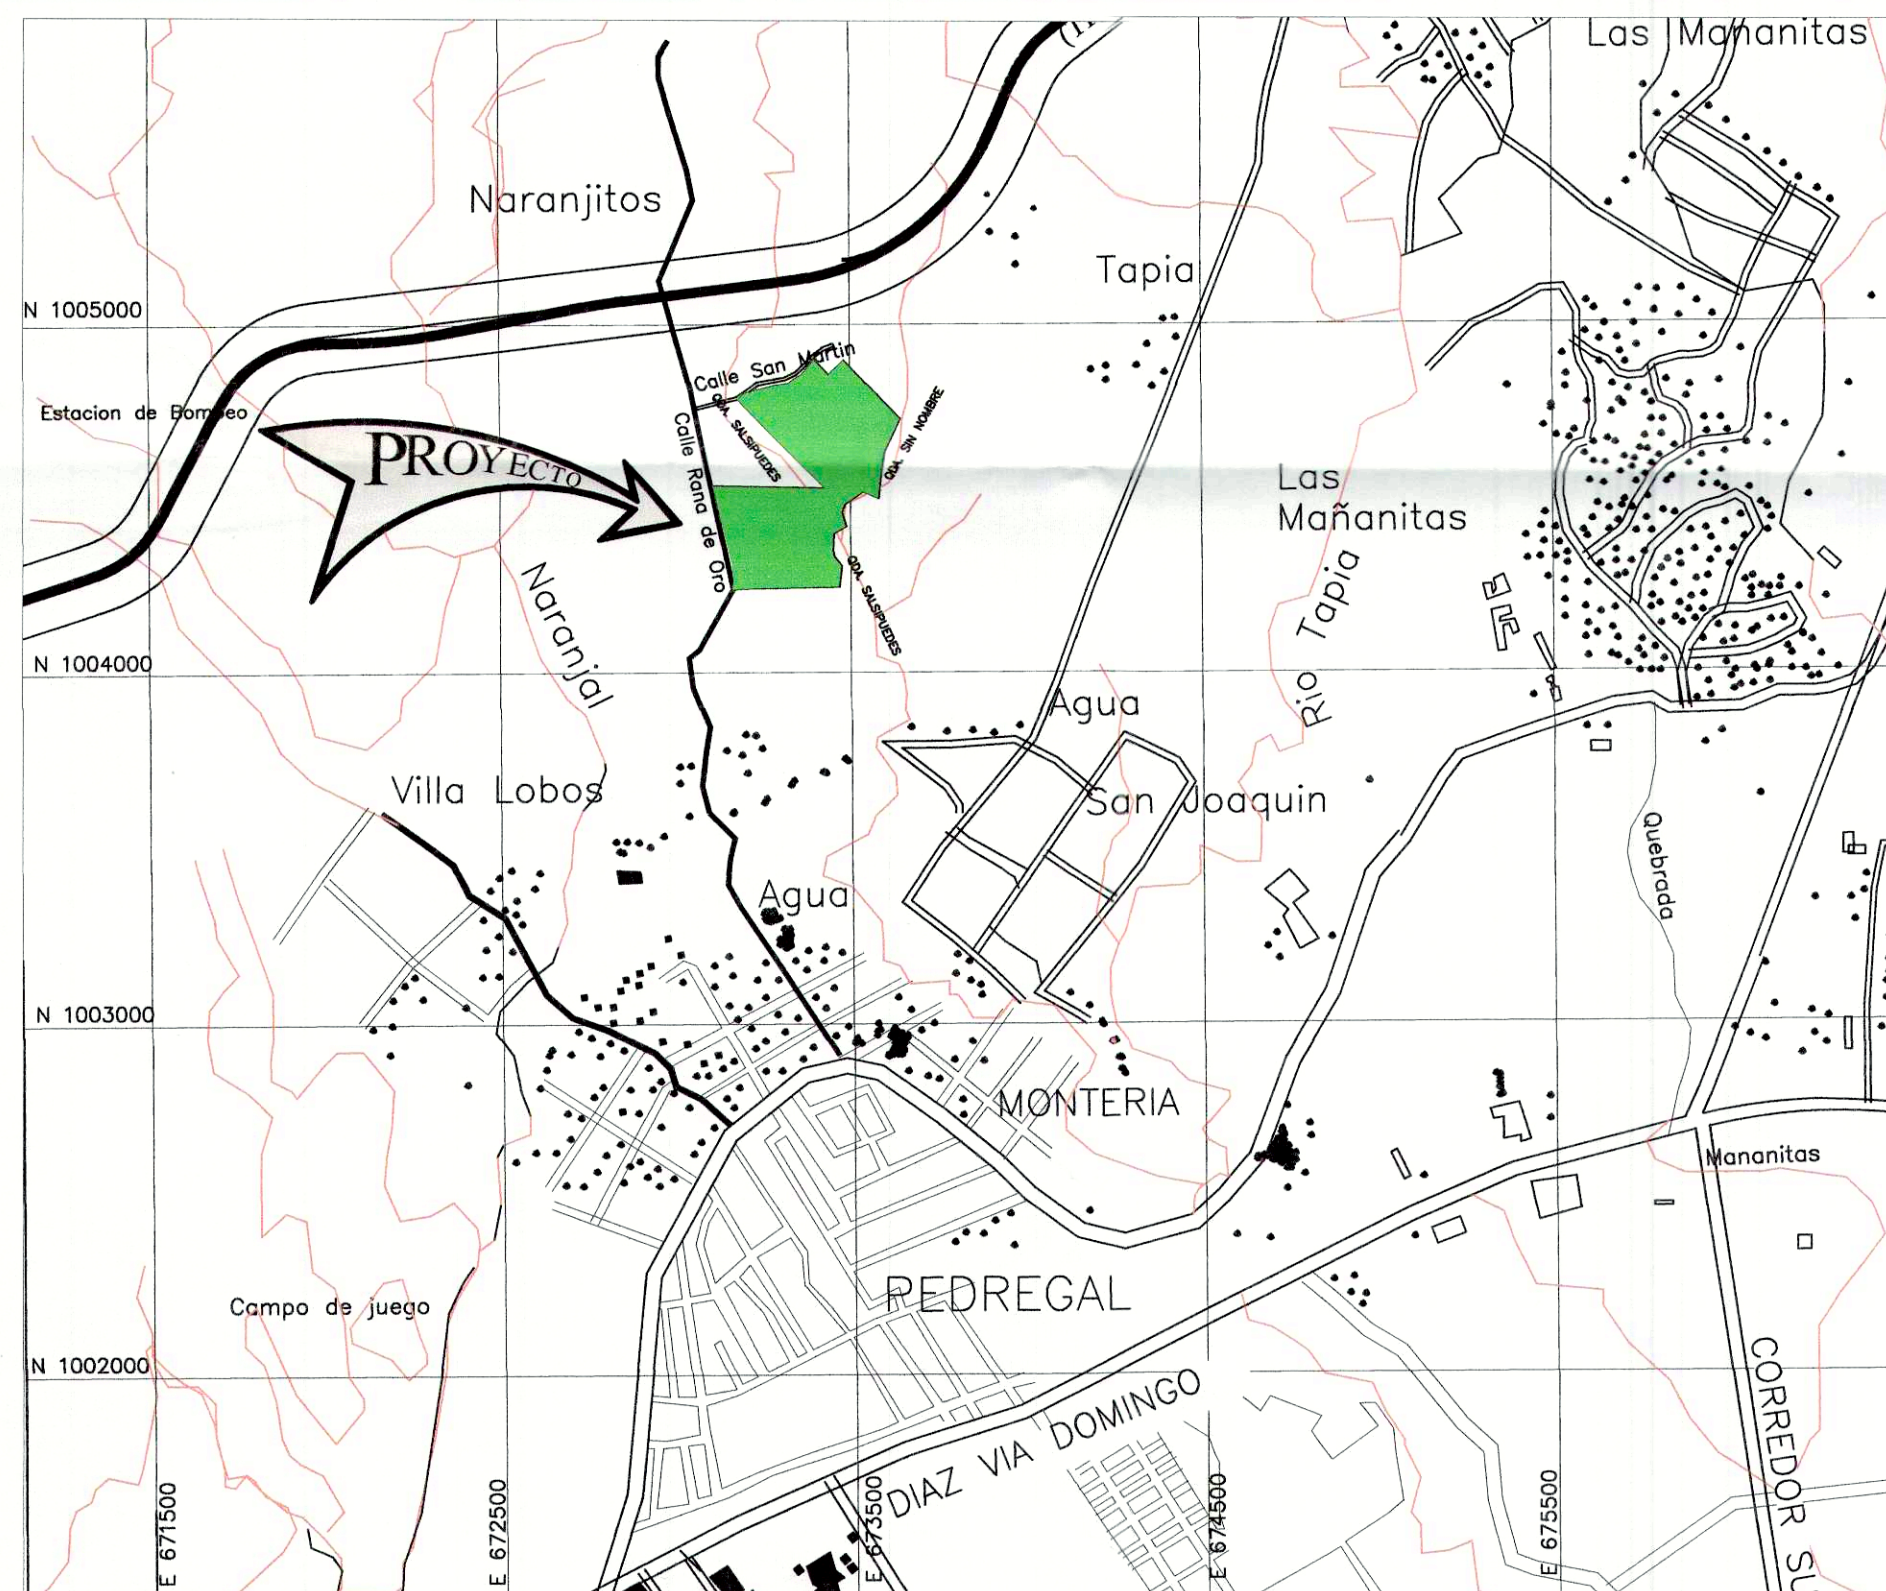 Las Mañanitas
Naranjitos
Tapia
N 1005000
Calle San Martin
Estacion de Bombeo
PROYECTO
QDA. SALSIPUEDES
QDA. SIN NOMBRE
Calle Rana de Oro
Las
Mañanitas
QDA. SALSIPUEDES
Naranjal
Rio Tapia
N 1004000
Agua
Villa Lobos
San Joaquin
Quebrada
Agua
N 1003000
MONTERIA
Mananitas
PEDREGAL
Campo de juego
N 1002000
DIAZ VIA DOMINGO
CORREDOR SU
E 671500
E 672500
E 673500
E 674500
E 675500